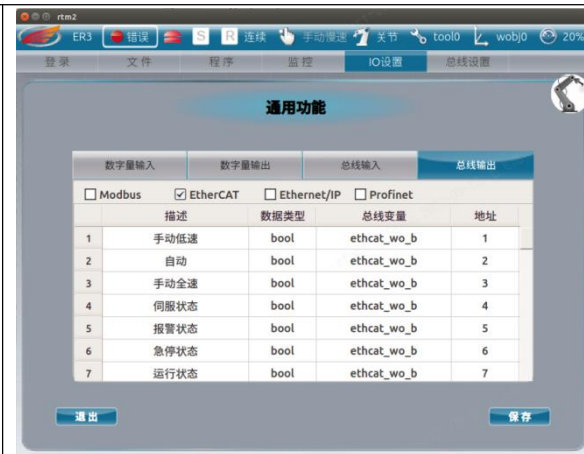 rtm2
ER3 错误 S R 连续 手动慢速 关节 tool0 wobj0 20%
登录 文件 程序 监控 IO设置 总线设置
通用功能
数字量输入 数字量输出 总线输入 总线输出
Modbus EtherCAT Ethernet/IP Profinet
描述 数据类型 总线变量 地址
1 手动低速 bool ethcat_wo_b 1
2 自动 bool ethcat_wo_b 2
3 手动全速 bool ethcat_wo_b 3
4 伺服状态 bool ethcat_wo_b 4
5 报警状态 bool ethcat_wo_b 5
6 急停状态 bool ethcat_wo_b 6
7 运行状态 bool ethcat_wo_b 7
退出 保存